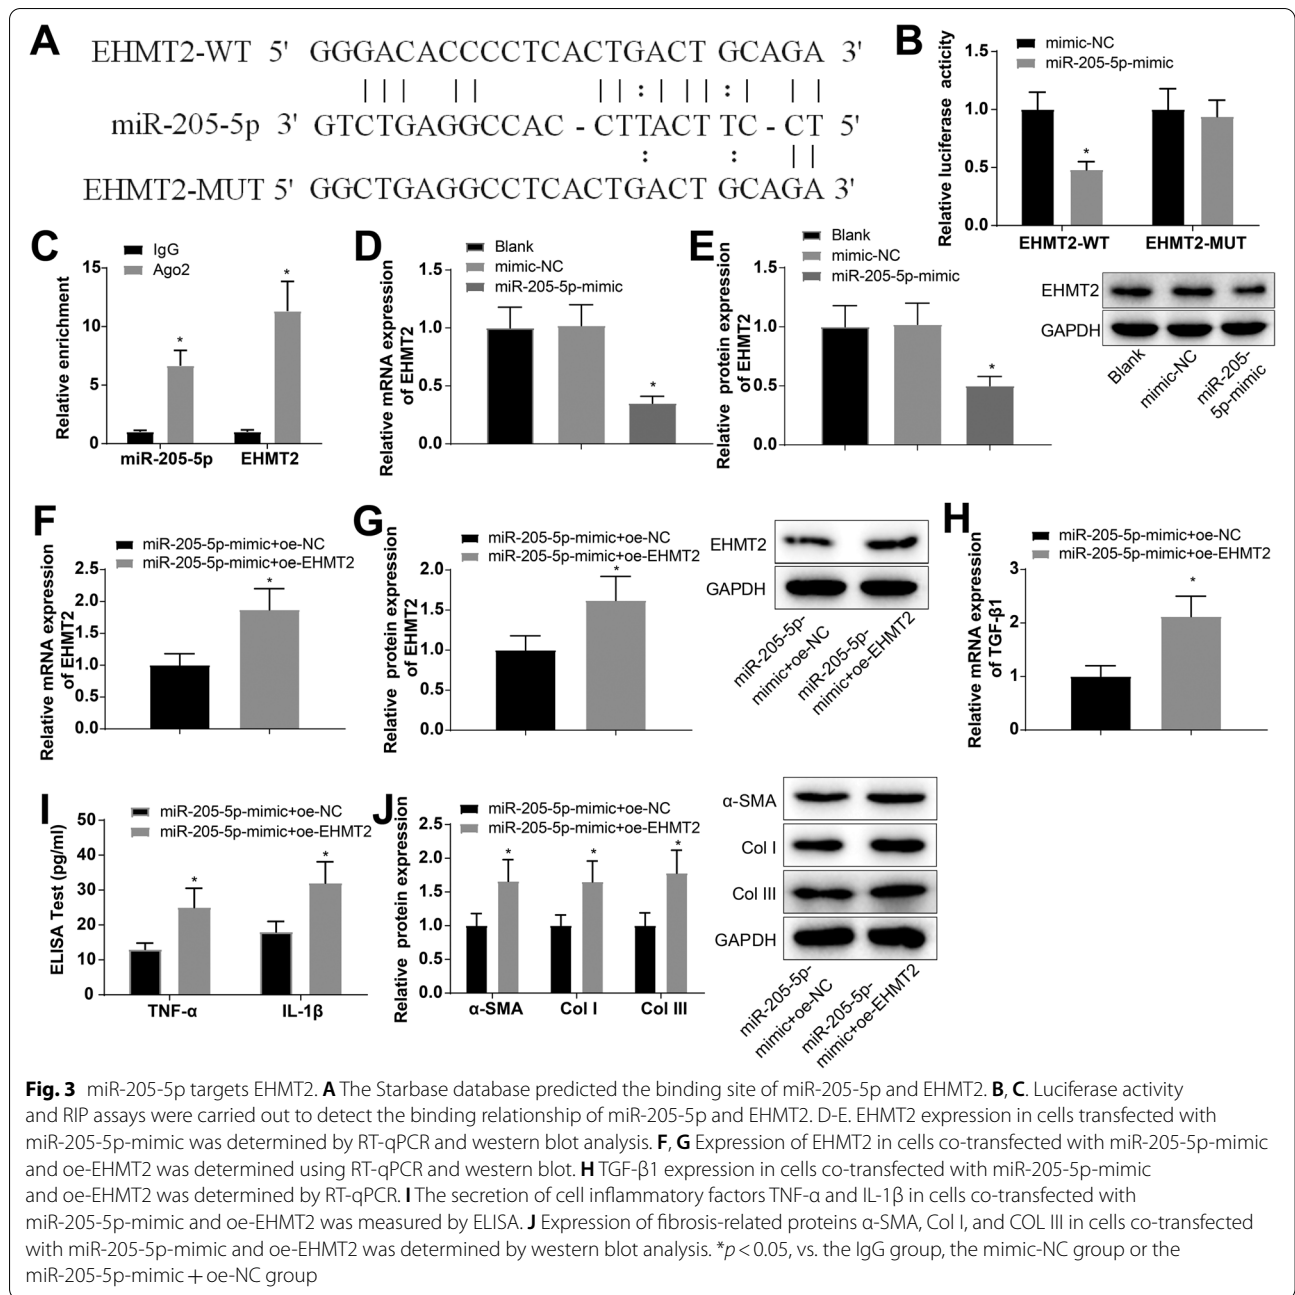 A
EHMT2-WT 5' GGGACACCCCTCACTGACT GCAGA 3'
miR-205-5p 3' GTCTGAGGCCAC - CTTACT TC - CT 5'
EHMT2-MUT 5' GGCTGAGGCCTCACTGACT GCAGA 3'
B
mimic-NC
miR-205-5p-mimic
Relative luciferase acticity
1.5
1.0
0.5
0.0
EHMT2-WT EHMT2-MUT
C
IgG
Ago2
Relative enrichment
15
10
5
0
miR-205-5p EHMT2
D
Blank
mimic-NC
miR-205-5p-mimic
Relative mRNA expression
of EHMT2
1.5
1.0
0.5
0.0
E
Blank
mimic-NC
miR-205-5p-mimic
Relative protein expression
of EHMT2
1.5
1.0
0.5
0.0
EHMT2
GAPDH
Blank
mimic-NC
miR-205-
5p-mimic
F
miR-205-5p-mimic+oe-NC
miR-205-5p-mimic+oe-EHMT2
Relative mRNA expression
of EHMT2
2.5
2.0
1.5
1.0
0.5
0.0
G
miR-205-5p-mimic+oe-NC
miR-205-5p-mimic+oe-EHMT2
Relative protein expression
of EHMT2
2.0
1.5
1.0
0.5
0.0
EHMT2
GAPDH
miR-205-5p-
mimic+oe-NC
miR-205-5p-
mimic+oe-EHMT2
H
miR-205-5p-mimic+oe-NC
miR-205-5p-mimic+oe-EHMT2
Relative mRNA expression
of TGF-β1
3
2
1
0
I
miR-205-5p-mimic+oe-NC
miR-205-5p-mimic+oe-EHMT2
ELISA Test (pg/ml)
50
40
30
20
10
0
TNF-α IL-1β
J
miR-205-5p-mimic+oe-NC
miR-205-5p-mimic+oe-EHMT2
Relative protein expression
2.5
2.0
1.5
1.0
0.5
0.0
α-SMA Col I Col III
α-SMA
Col I
Col III
GAPDH
miR-205-5p-
mimic+oe-NC
miR-205-5p-
mimic+oe-EHMT2
Fig. 3 miR-205-5p targets EHMT2. A The Starbase database predicted the binding site of miR-205-5p and EHMT2. B, C. Luciferase activity
and RIP assays were carried out to detect the binding relationship of miR-205-5p and EHMT2. D-E. EHMT2 expression in cells transfected with
miR-205-5p-mimic was determined by RT-qPCR and western blot analysis. F, G Expression of EHMT2 in cells co-transfected with miR-205-5p-mimic
and oe-EHMT2 was determined using RT-qPCR and western blot. H TGF-β1 expression in cells co-transfected with miR-205-5p-mimic
and oe-EHMT2 was determined by RT-qPCR. I The secretion of cell inflammatory factors TNF-α and IL-1β in cells co-transfected with
miR-205-5p-mimic and oe-EHMT2 was measured by ELISA. J Expression of fibrosis-related proteins α-SMA, Col I, and COL III in cells co-transfected
with miR-205-5p-mimic and oe-EHMT2 was determined by western blot analysis. *p < 0.05, vs. the IgG group, the mimic-NC group or the
miR-205-5p-mimic + oe-NC group